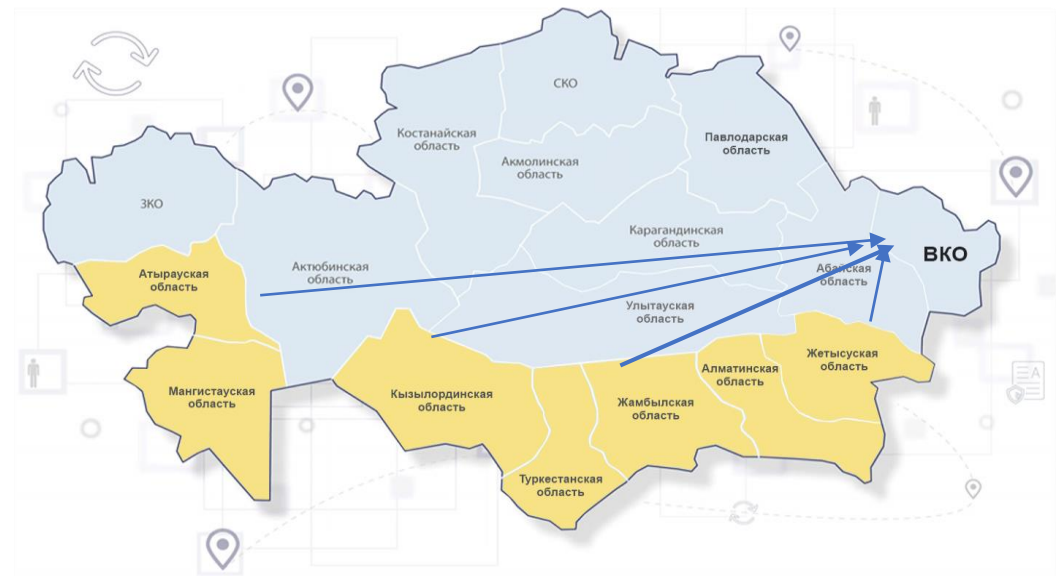 СКО
Костанайская
область
Павлодарская
область
Акмолинская
область
ЗКО
Карагандинская
область
ВКО
Атырауская
область
Актюбинская
область
Абайская
область
Улытауская
область
Жетысуская
область
Алматинская
область
Мангистауская
область
Кызылординская
область
Жамбылская
область
Туркестанская
область
A